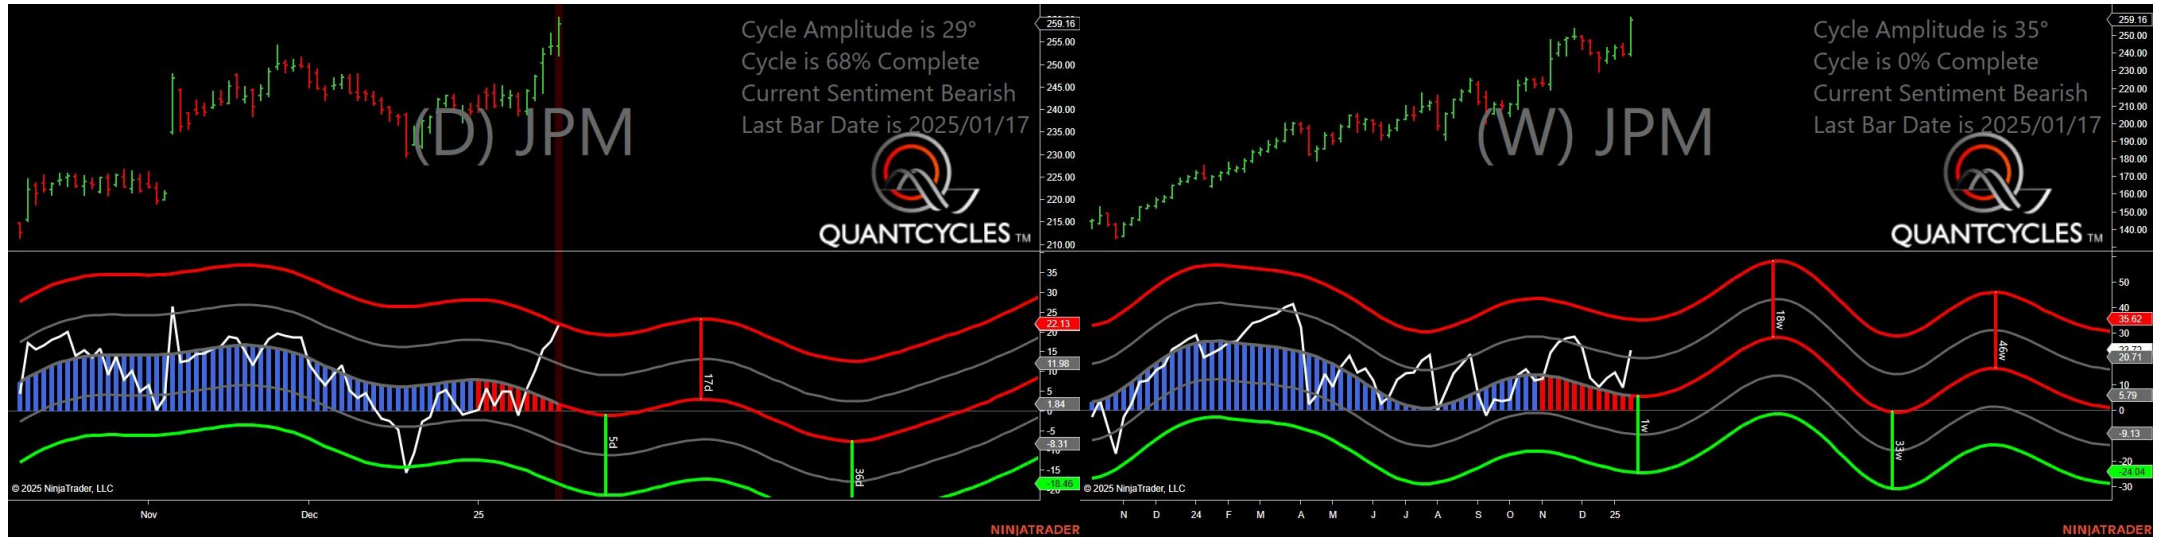 Cycle Amplitude is 29°
Cycle is 68% Complete
Current Sentiment Bearish
Last Bar Date is 2025/01/17
(D) JPM
QUANTCYCLES TM
259.16
255.00
250.00
245.00
240.00
235.00
230.00
225.00
220.00
215.00
210.00
35
30
22.13
20
15
11.98
10
5
1.84
0
-5
-8.31
-15
-18.46
17d
5d
36d
© 2025 NinjaTrader, LLC
Nov
Dec
25
NINJATRADER
Cycle Amplitude is 35°
Cycle is 0% Complete
Current Sentiment Bearish
Last Bar Date is 2025/01/17
(W) JPM
QUANTCYCLES TM
259.16
250.00
240.00
230.00
220.00
210.00
200.00
190.00
180.00
170.00
160.00
150.00
140.00
50
40
35.62
30
20.71
10
5.79
0
-9.13
-20
-24.04
-30
18w
46w
1w
33w
© 2025 NinjaTrader, LLC
N D 24 F M A M J J A S O N D 25
NINJATRADER